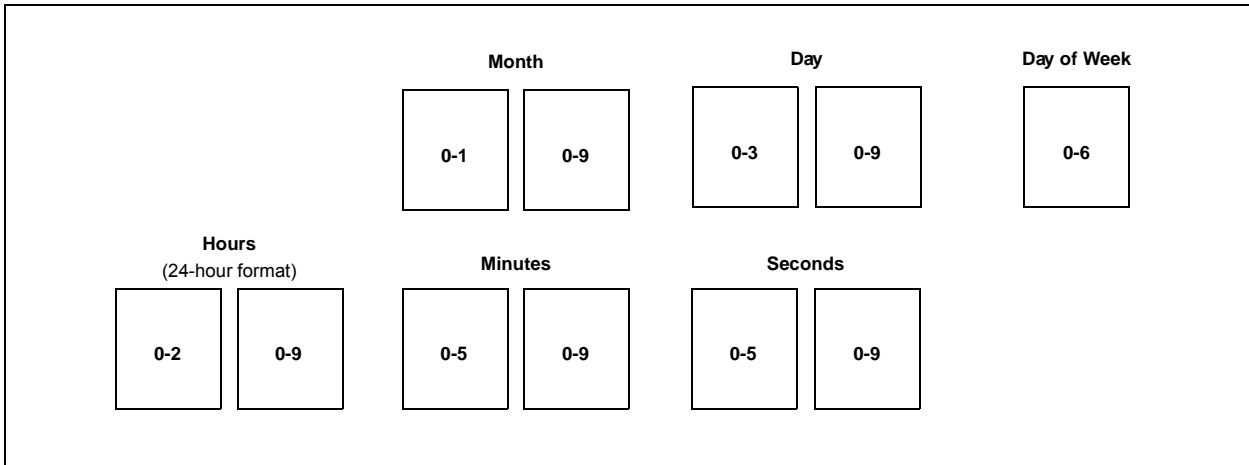 Month Day Day of Week
0-1 0-9 0-3 0-9 0-6
Hours
(24-hour format) Minutes Seconds
0-2 0-9 0-5 0-9 0-5 0-9